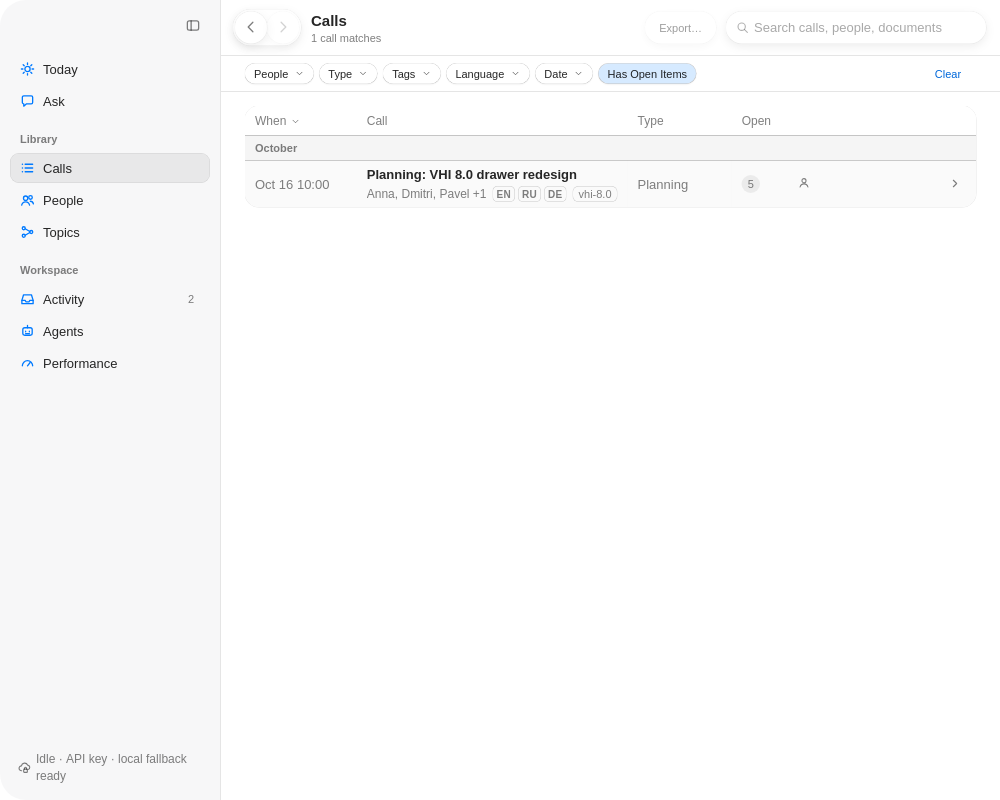 Calls
1 call matches
Export…
Search calls, people, documents
Today
Ask
Library
Calls
People
Topics
Workspace
Activity 2
Agents
Performance
Idle · API key · local fallback
ready
People Type Tags Language Date Has Open Items Clear
When Call Type Open
October
Oct 16 10:00 Planning: VHI 8.0 drawer redesign Planning 5
Anna, Dmitri, Pavel +1 EN RU DE vhi-8.0